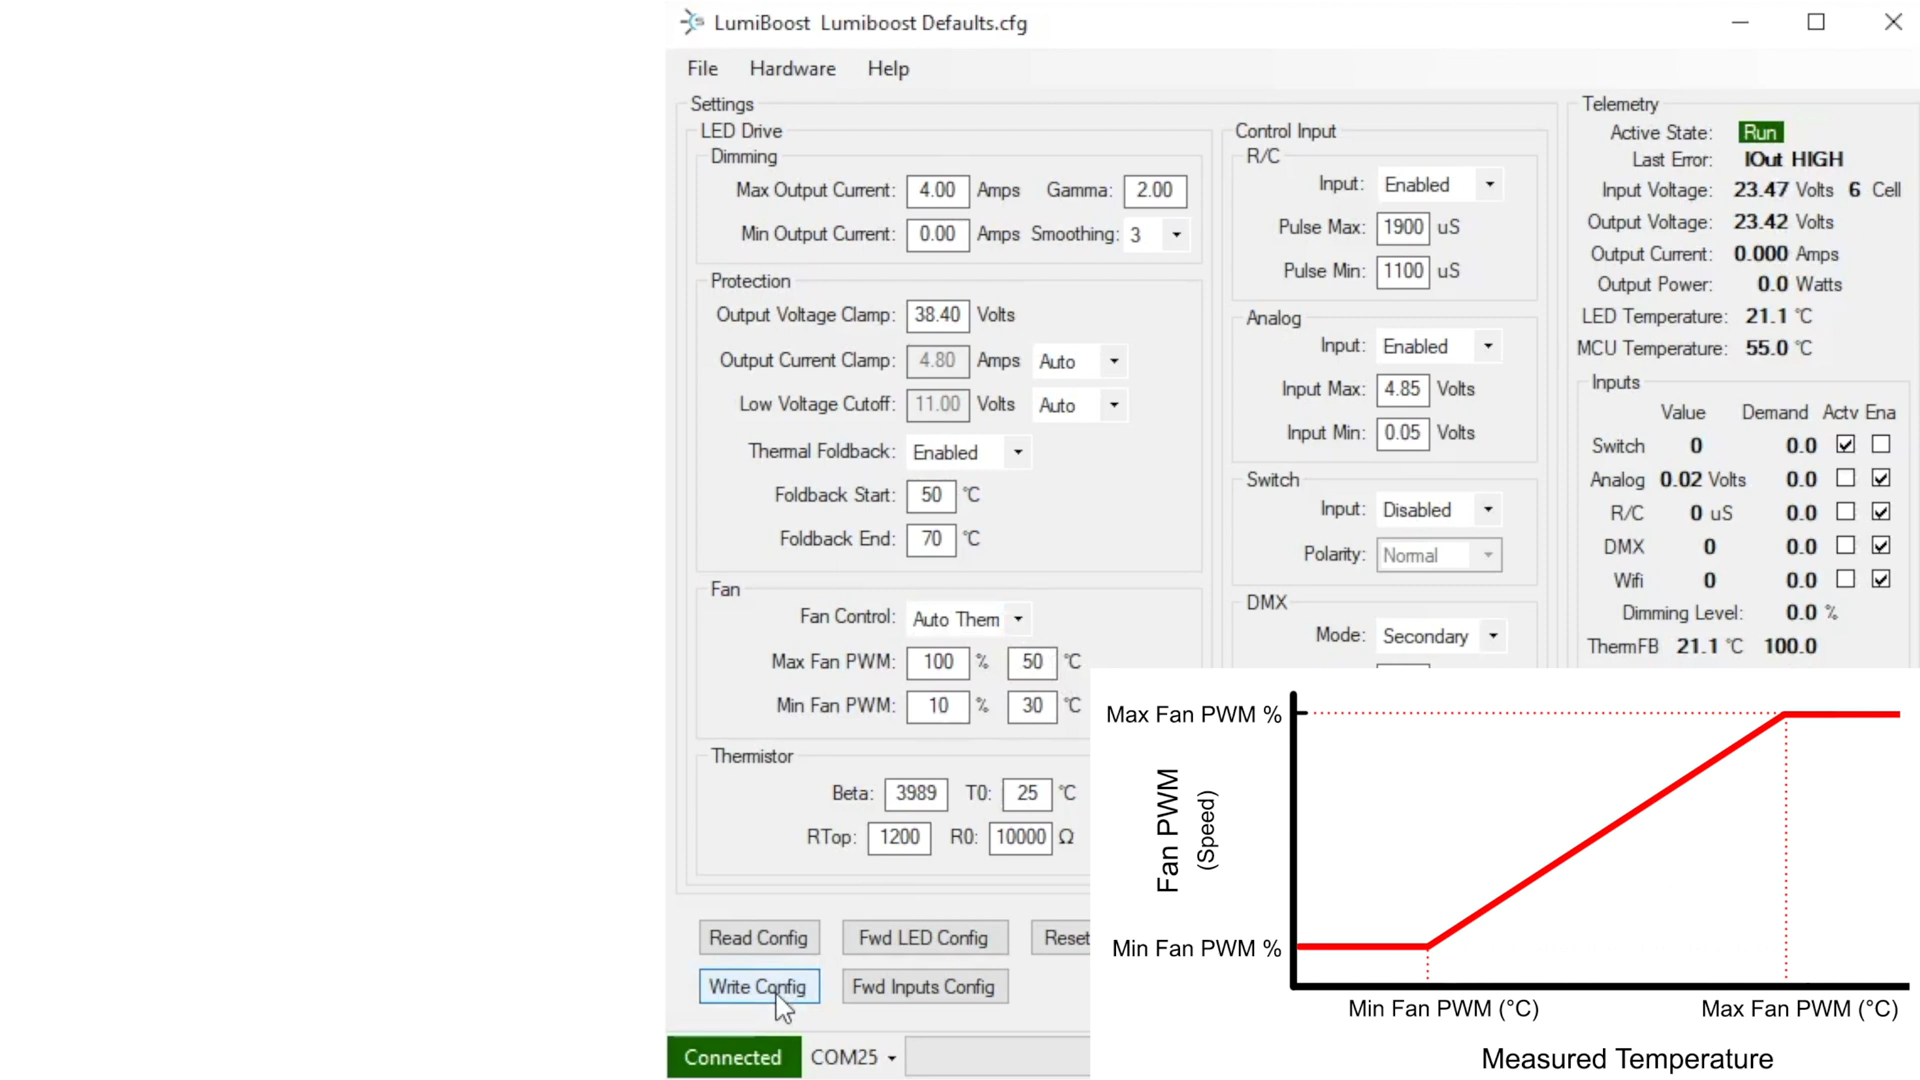 LumiBoost Lumiboost Defaults.cfg
File Hardware Help
Settings
LED Drive
Dimming
Max Output Current: 4.00 Amps Gamma: 2.00
Min Output Current: 0.00 Amps Smoothing: 3
Protection
Output Voltage Clamp: 38.40 Volts
Output Current Clamp: 4.80 Amps Auto
Low Voltage Cutoff: 11.00 Volts Auto
Thermal Foldback: Enabled
Foldback Start: 50 °C
Foldback End: 70 °C
Fan
Fan Control: Auto Them
Max Fan PWM: 100 % 50 °C
Min Fan PWM: 10 % 30 °C
Thermistor
Beta: 3989 T0: 25 °C
RTop: 1200 R0: 10000 Ω
Read Config Fwd LED Config Reset
Write Config Fwd Inputs Config
Connected COM25
Control Input
R/C
Input: Enabled
Pulse Max: 1900 uS
Pulse Min: 1100 uS
Analog
Input: Enabled
Input Max: 4.85 Volts
Input Min: 0.05 Volts
Switch
Input: Disabled
Polarity: Normal
DMX
Mode: Secondary
Telemetry
Active State: Run
Last Error: IOut HIGH
Input Voltage: 23.47 Volts 6 Cell
Output Voltage: 23.42 Volts
Output Current: 0.000 Amps
Output Power: 0.0 Watts
LED Temperature: 21.1 °C
MCU Temperature: 55.0 °C
Inputs
Value Demand Actv Ena
Switch 0 0.0
Analog 0.02 Volts 0.0
R/C 0 uS 0.0
DMX 0 0.0
Wifi 0 0.0
Dimming Level: 0.0 %
ThermFB 21.1 °C 100.0
Max Fan PWM %
Fan PWM
(Speed)
Min Fan PWM %
Min Fan PWM (°C) Max Fan PWM (°C)
Measured Temperature